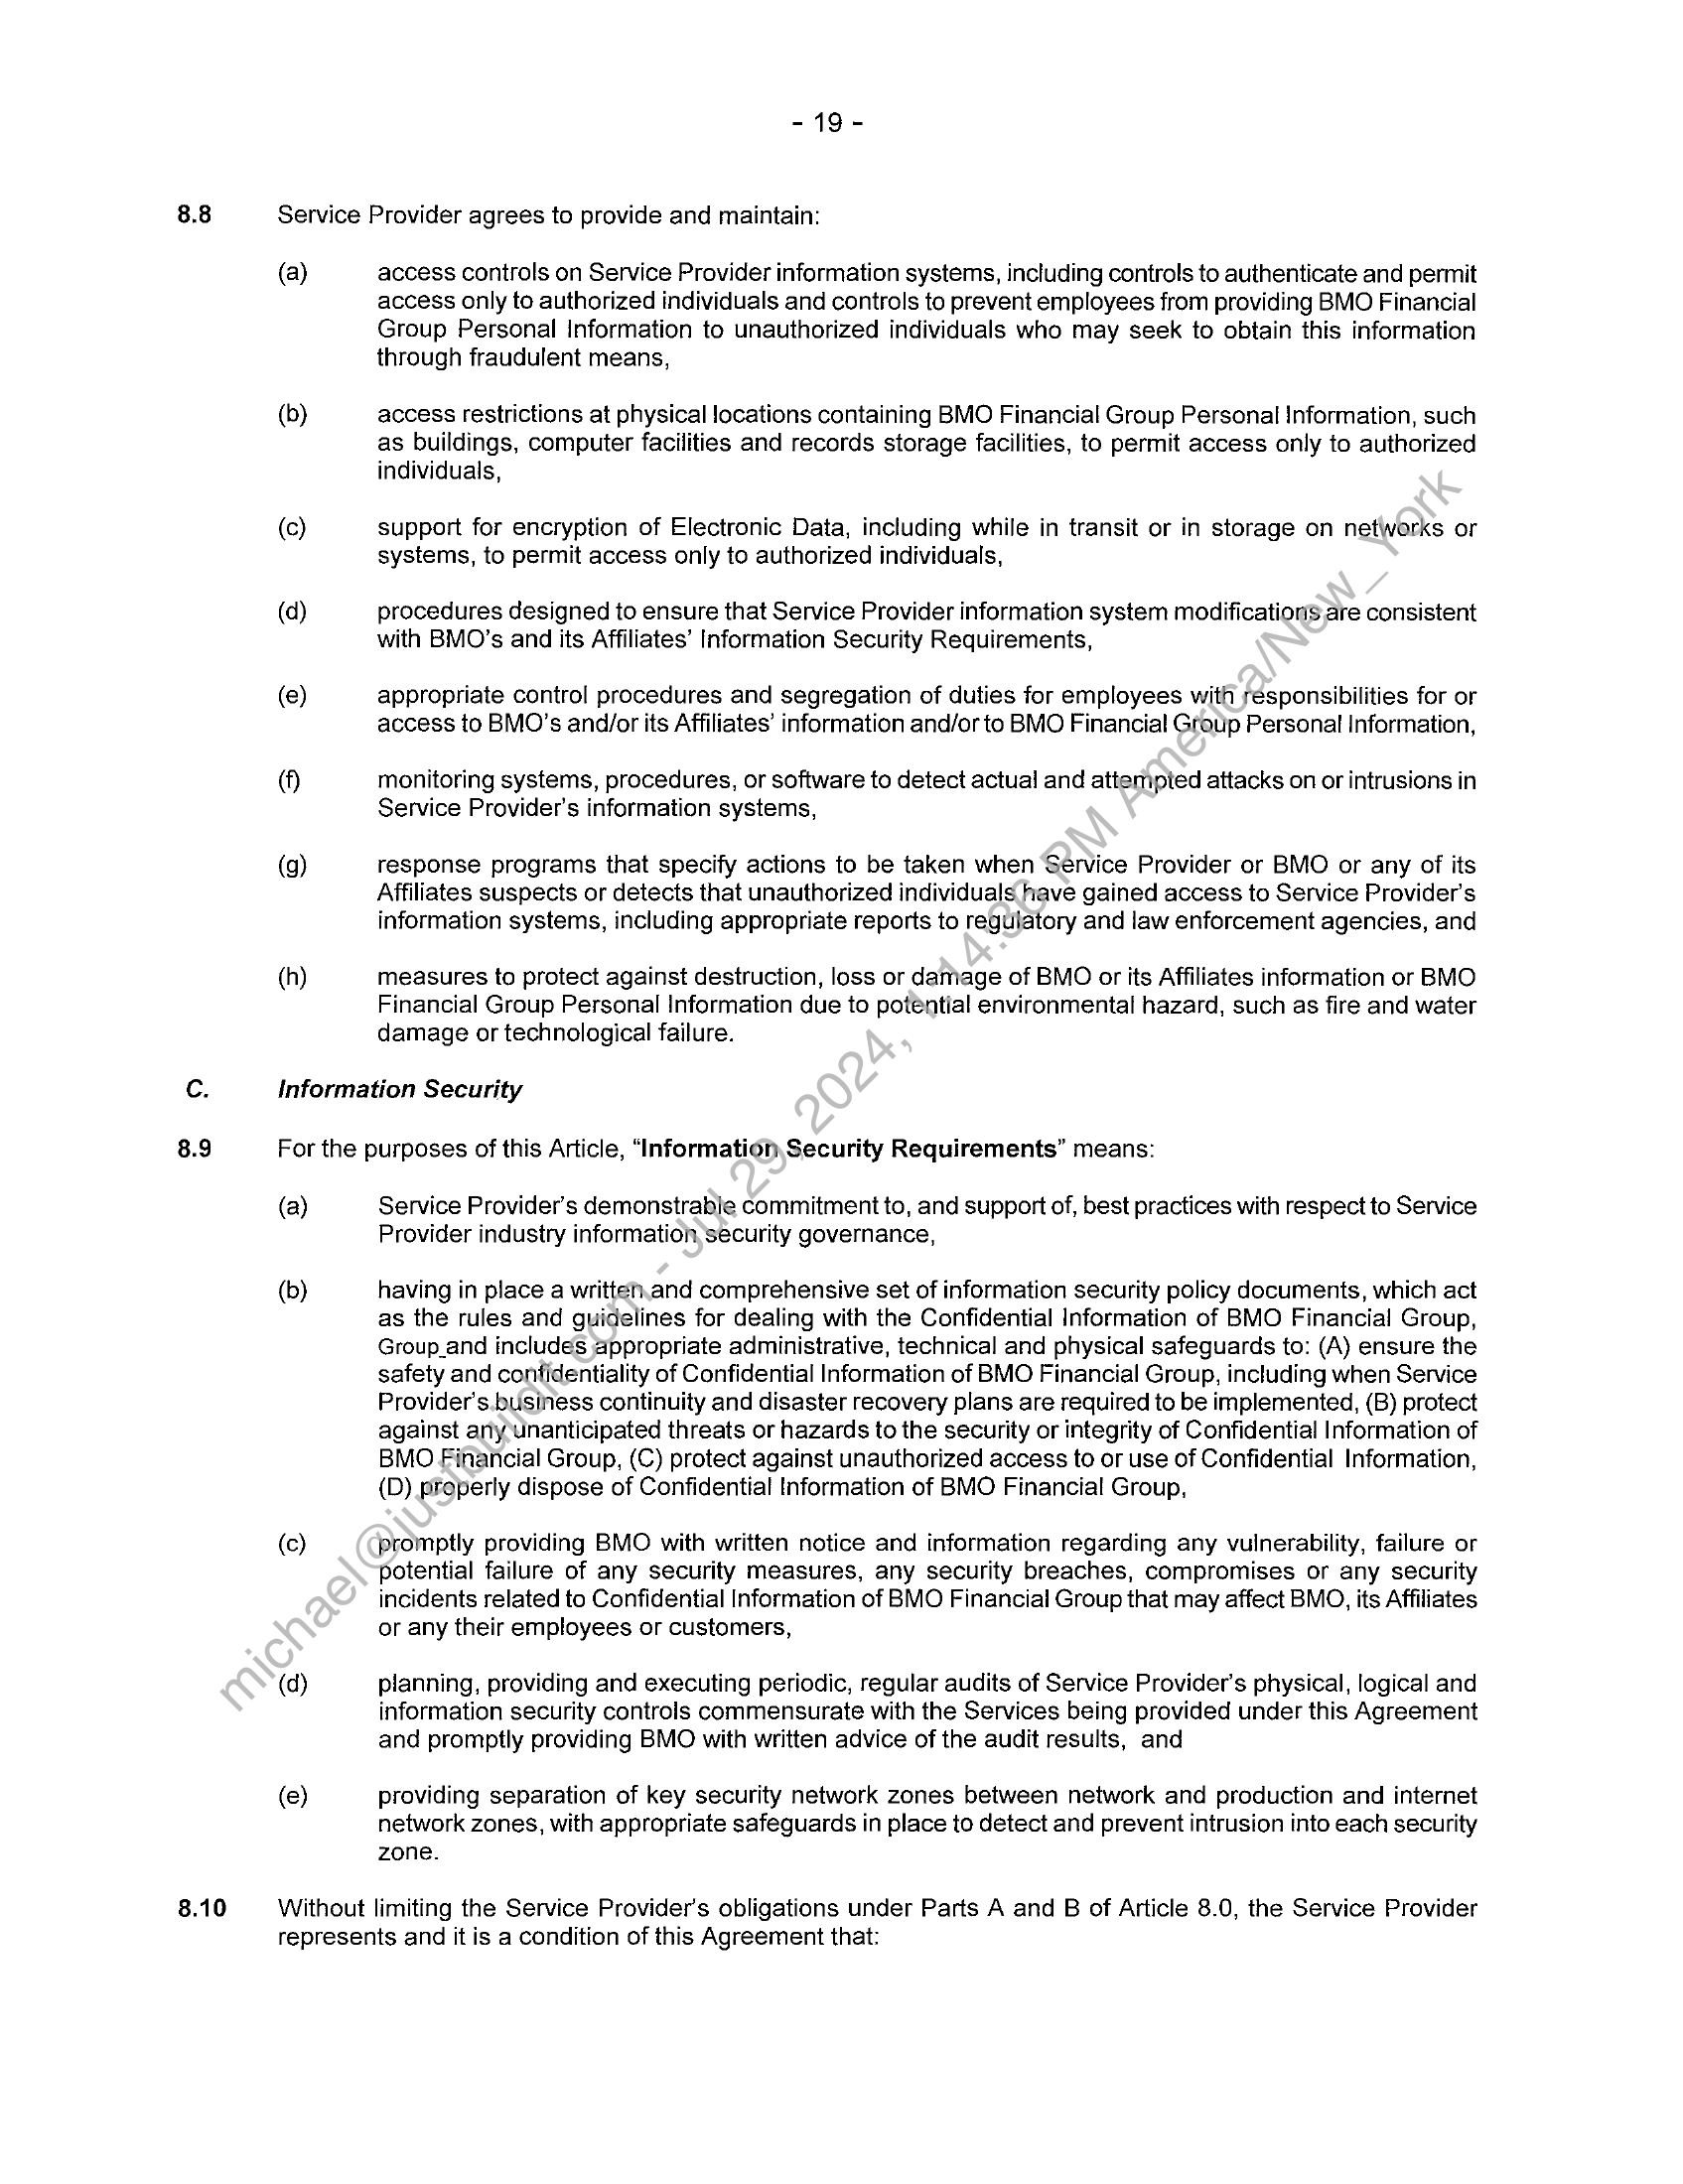 - 19 -
8.8 Service Provider agrees to provide and maintain:
(a) access controls on Service Provider information systems, including controls to authenticate and permit
access only to authorized individuals and controls to prevent employees from providing BMO Financial
Group Personal Information to unauthorized individuals who may seek to obtain this information
through fraudulent means,
(b) access restrictions at physical locations containing BMO Financial Group Personal Information, such
as buildings, computer facilities and records storage facilities, to permit access only to authorized
individuals,
(c) support for encryption of Electronic Data, including while in transit or in storage on networks or
systems, to permit access only to authorized individuals,
(d) procedures designed to ensure that Service Provider information system modifications are consistent
with BMO's and its Affiliates' Information Security Requirements,
(e) appropriate control procedures and segregation of duties for employees with responsibilities for or
access to BMO's and/or its Affiliates' information and/or to BMO Financial Group Personal Information,
(f) monitoring systems, procedures, or software to detect actual and attempted attacks on or intrusions in
Service Provider's information systems,
(g) response programs that specify actions to be taken when Service Provider or BMO or any of its
Affiliates suspects or detects that unauthorized individuals have gained access to Service Provider's
information systems, including appropriate reports to regulatory and law enforcement agencies, and
(h) measures to protect against destruction, loss or damage of BMO or its Affiliates information or BMO
Financial Group Personal Information due to potential environmental hazard, such as fire and water
damage or technological failure.
C. Information Security
8.9 For the purposes of this Article, “Information Security Requirements” means:
(a) Service Provider's demonstrable commitment to, and support of, best practices with respect to Service
Provider industry information security governance,
(b) having in place a written and comprehensive set of information security policy documents, which act
as the rules and guidelines for dealing with the Confidential Information of BMO Financial Group,
Group and includes appropriate administrative, technical and physical safeguards to: (A) ensure the
safety and confidentiality of Confidential Information of BMO Financial Group, including when Service
Provider's business continuity and disaster recovery plans are required to be implemented, (B) protect
against any unanticipated threats or hazards to the security or integrity of Confidential Information of
BMO Financial Group, (C) protect against unauthorized access to or use of Confidential Information,
(D) properly dispose of Confidential Information of BMO Financial Group,
(c) promptly providing BMO with written notice and information regarding any vulnerability, failure or
potential failure of any security measures, any security breaches, compromises or any security
incidents related to Confidential Information of BMO Financial Group that may affect BMO, its Affiliates
or any their employees or customers,
(d) planning, providing and executing periodic, regular audits of Service Provider's physical, logical and
information security controls commensurate with the Services being provided under this Agreement
and promptly providing BMO with written advice of the audit results, and
(e) providing separation of key security network zones between network and production and internet
network zones, with appropriate safeguards in place to detect and prevent intrusion into each security
zone.
8.10 Without limiting the Service Provider's obligations under Parts A and B of Article 8.0, the Service Provider
represents and it is a condition of this Agreement that:
michael@justbuildit.com - Jul 29, 2024, 1:14:36 PM America/New_York